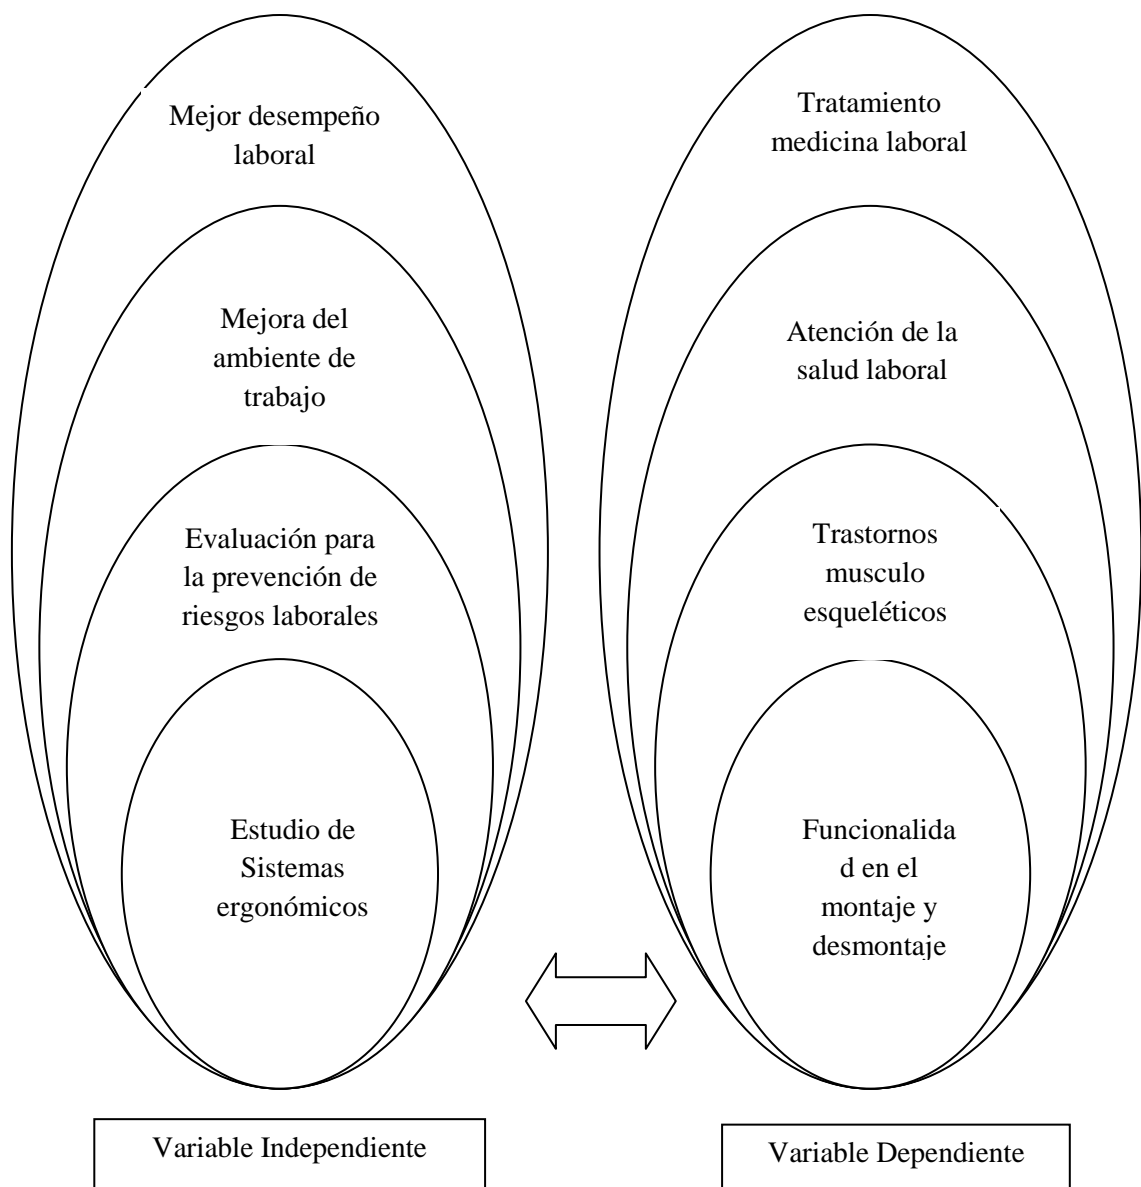 Mejor desempeño
laboral
Mejora del
ambiente de
trabajo
Evaluación para
la prevención de
riesgos laborales
Estudio de
Sistemas
ergonómicos
Variable Independiente
Tratamiento
medicina laboral
Atención de la
salud laboral
Trastornos
musculo
esqueléticos
Funcionalida
d en el
montaje y
desmontaje
Variable Dependiente